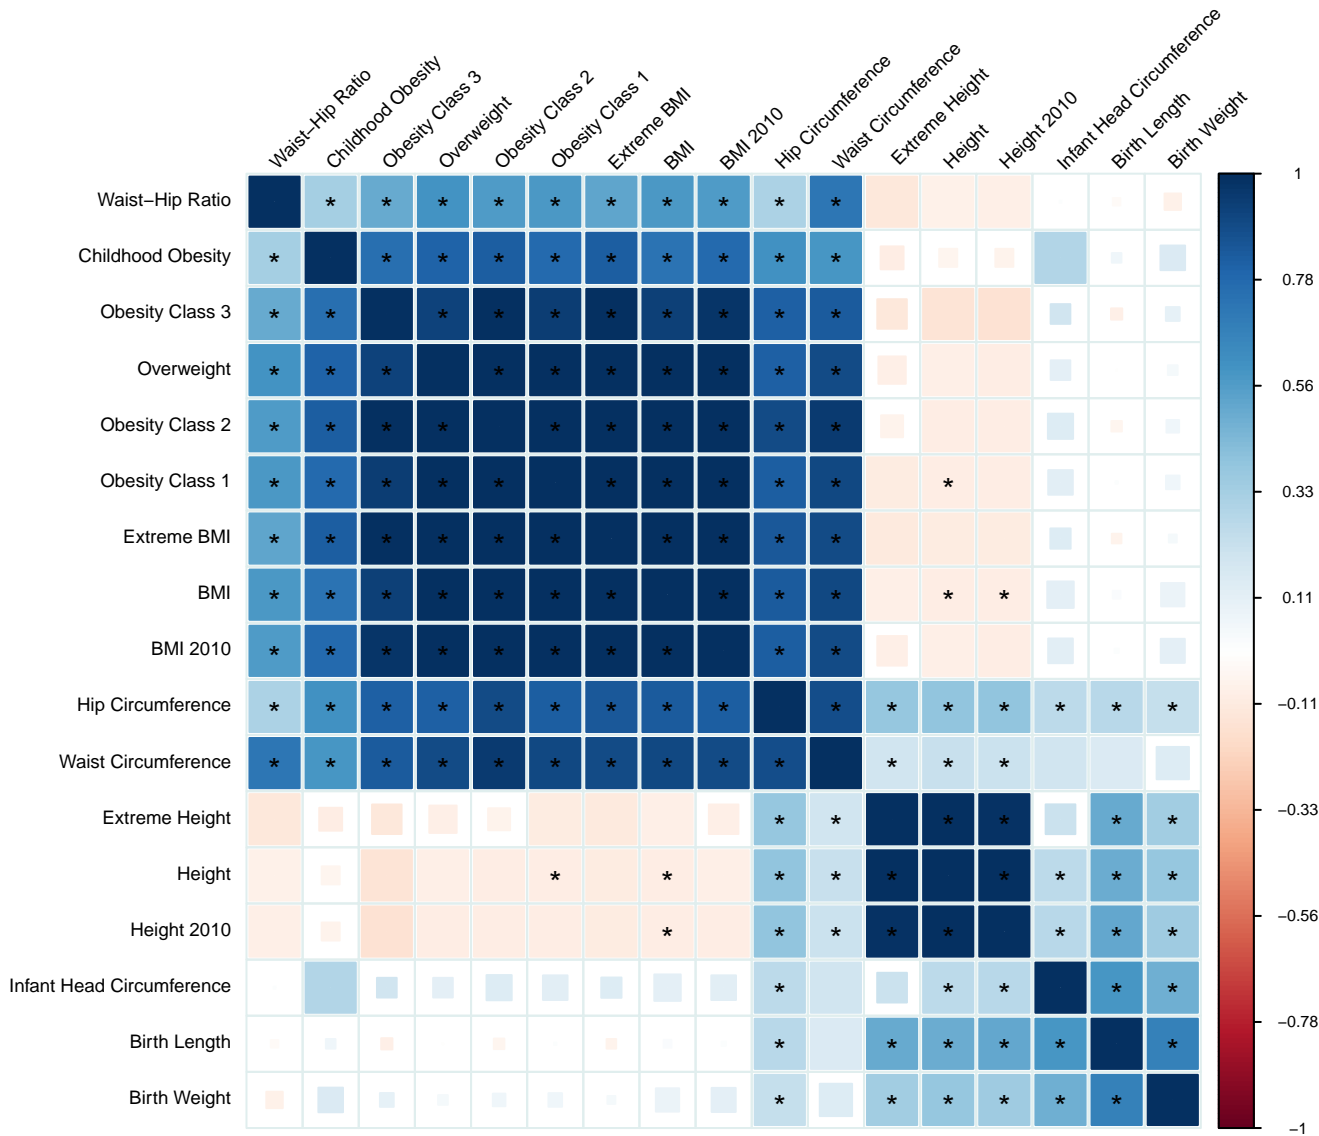 Waist−Hip Ratio
Childhood Obesity
Obesity Class 3
Overweight
Obesity Class 2
Obesity Class 1
Extreme BMI
BMI
BMI 2010
Hip Circumference
Waist Circumference
Extreme Height
Height
Height 2010
Infant Head Circumference
Birth Length
Birth Weight
Waist−Hip Ratio * * * * * * * * * *
Childhood Obesity * * * * * * * * * *
Obesity Class 3 * * * * * * * * * *
Overweight * * * * * * * * * *
Obesity Class 2 * * * * * * * * * *
Obesity Class 1 * * * * * * * * * * *
Extreme BMI * * * * * * * * * *
BMI * * * * * * * * * * * *
BMI 2010 * * * * * * * * * *
Hip Circumference * * * * * * * * * * * * * * * *
Waist Circumference * * * * * * * * * * * * *
Extreme Height * * * * * *
Height * * * * * * * * *
Height 2010 * * * * * * * *
Infant Head Circumference * * * * *
Birth Length * * * * * *
Birth Weight * * * * * *
1
0.78
0.56
0.33
0.11
−0.11
−0.33
−0.56
−0.78
−1